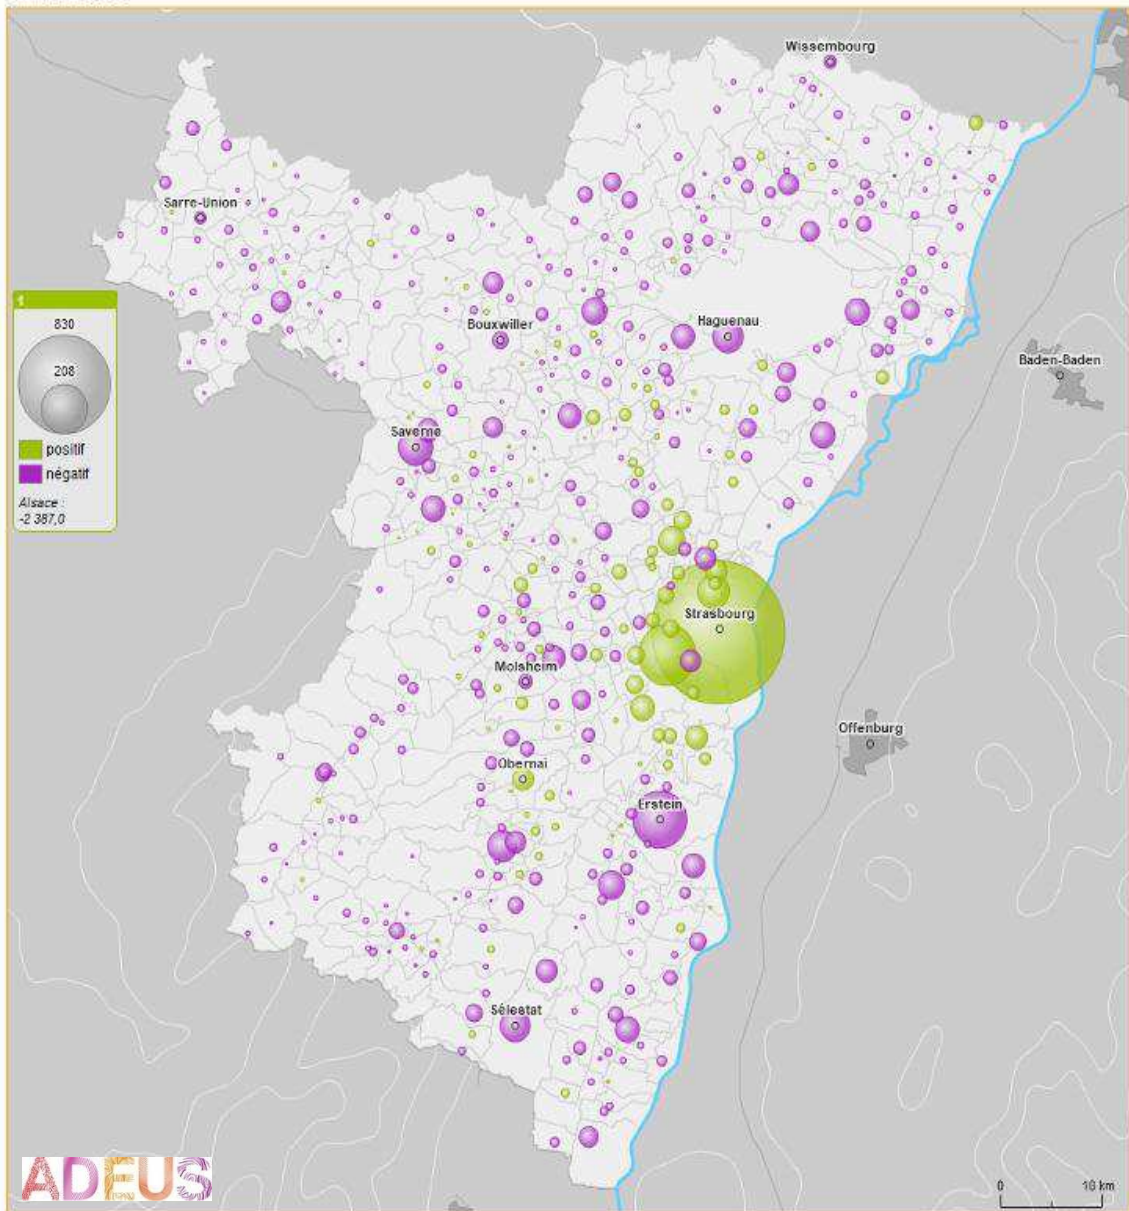 Wissembourg
Sarre-Union
1
830
208
positif
négatif
Alsace :
-2 387,0
Bouxwiller
Haguenau
Baden-Baden
Saverne
Strasbourg
Molsheim
Offenburg
Obernai
Erstein
Sélestat
ADEUS
0 10 km